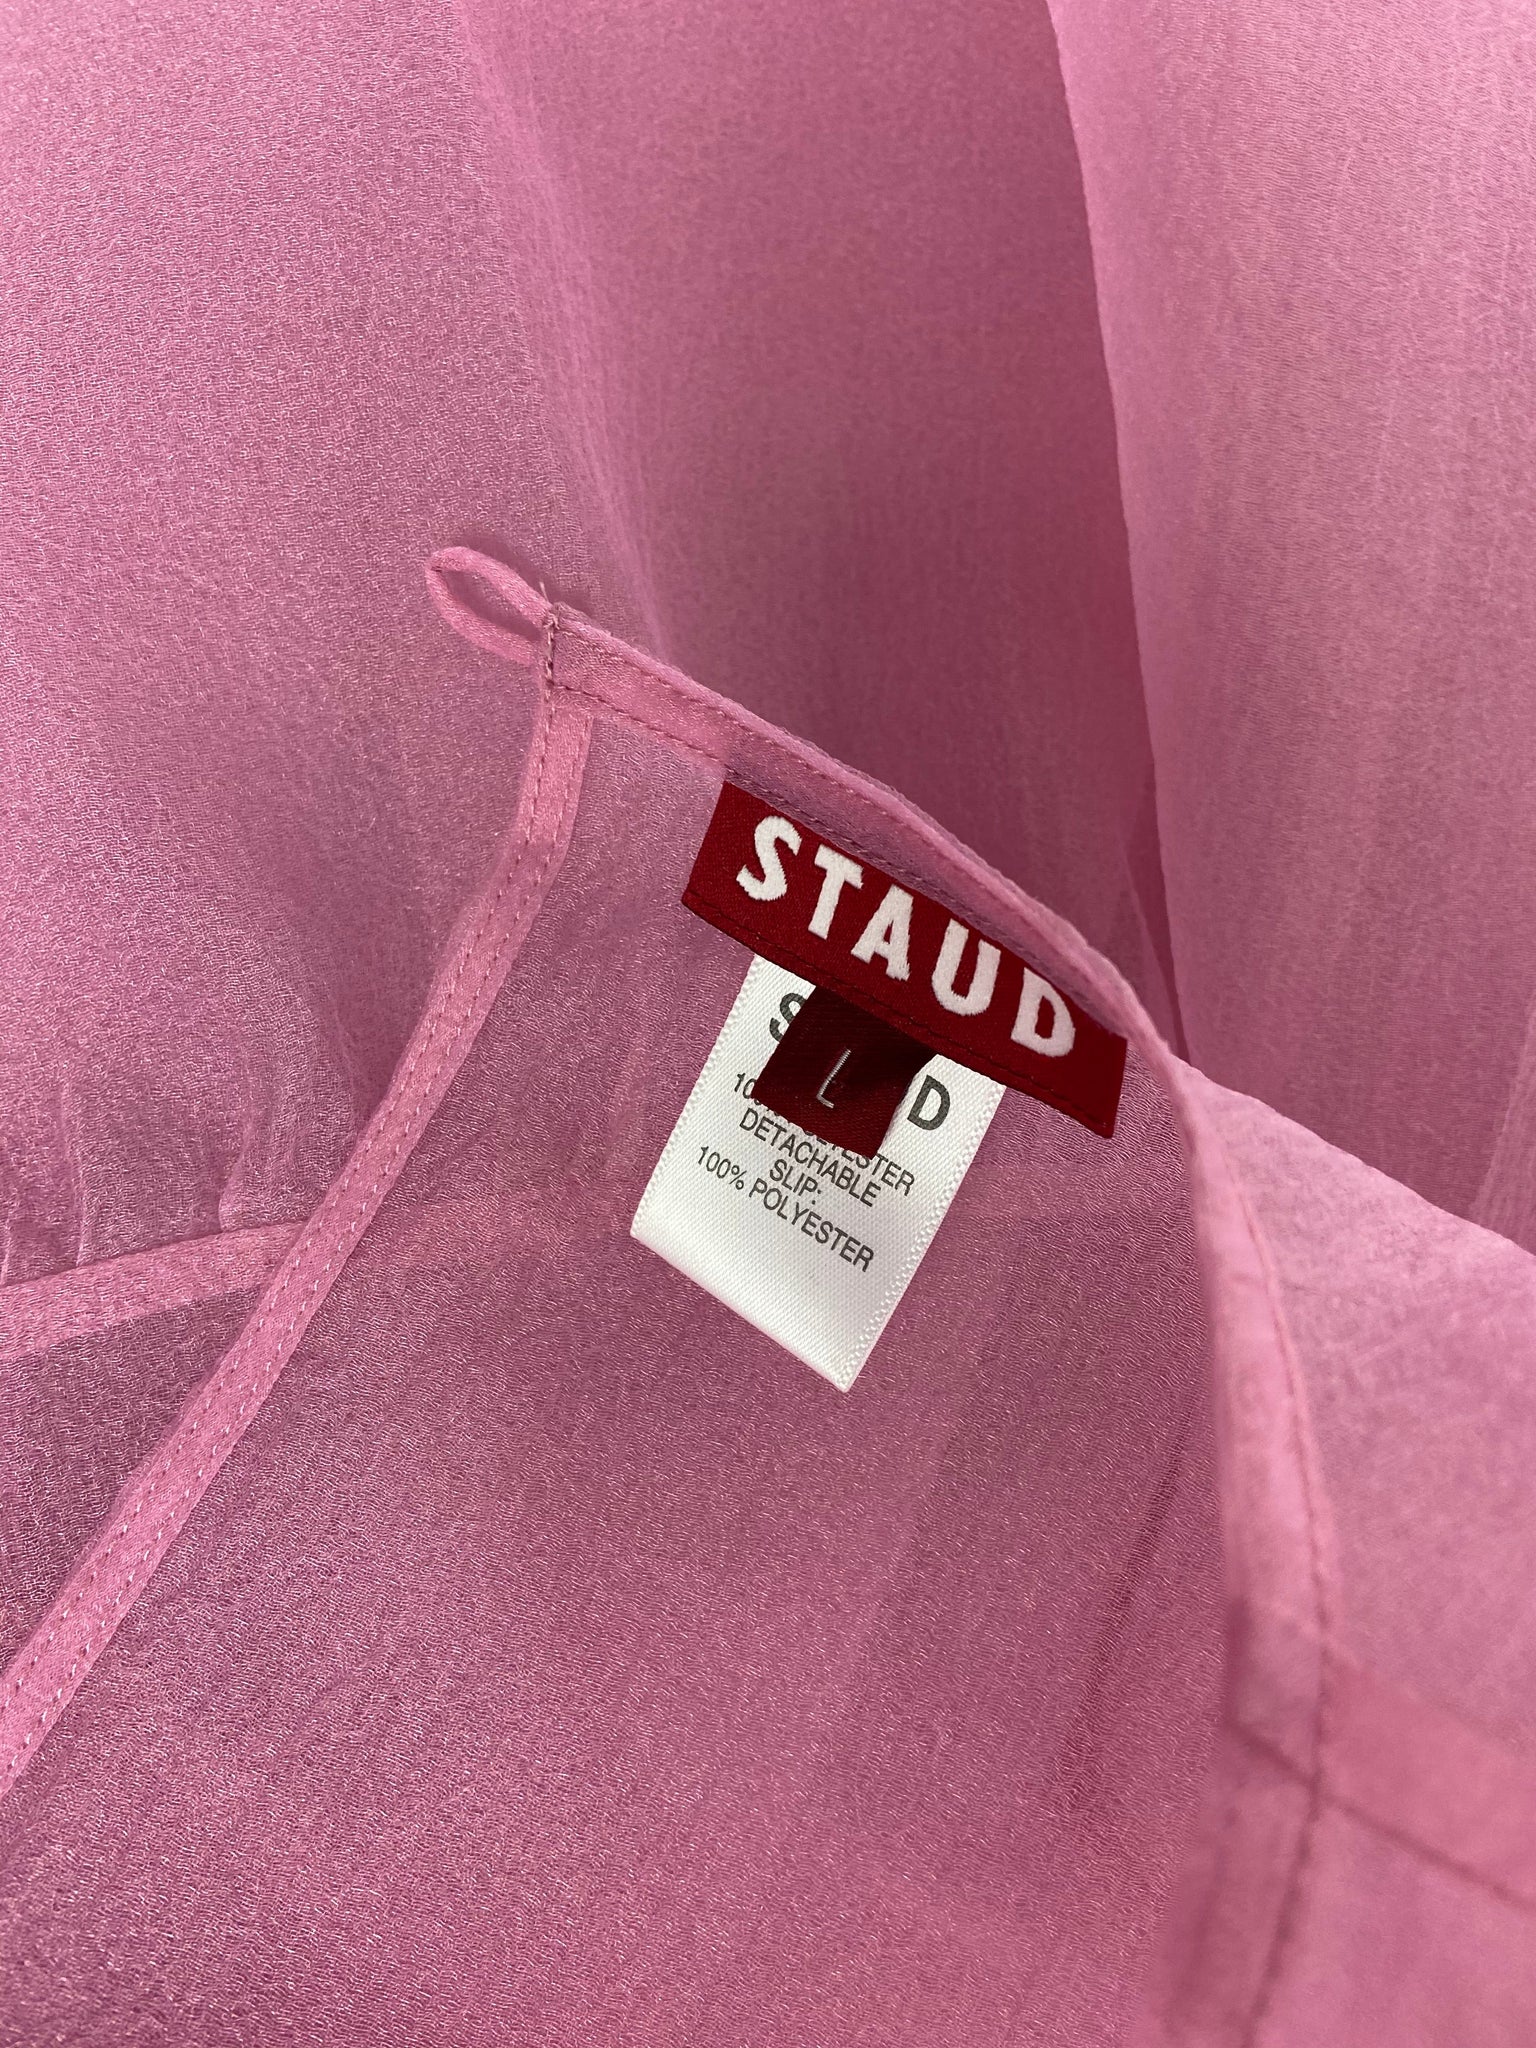 STAUD
L
DETACHABLE
SLIP:
100% POLYESTER